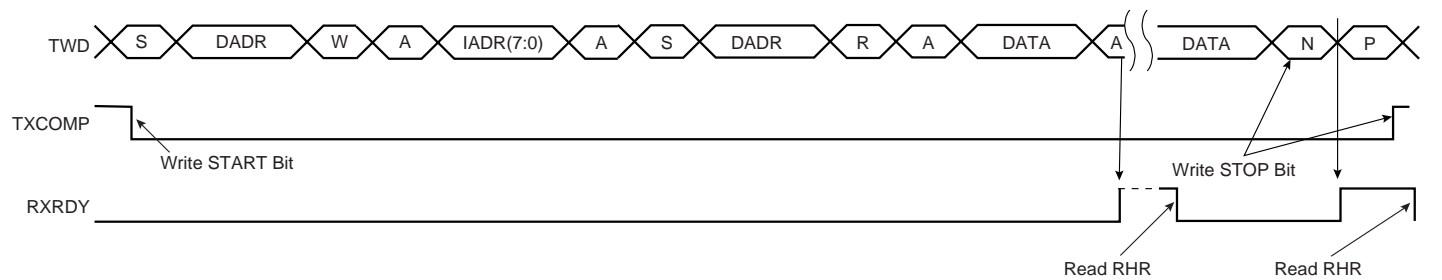 TWD S DADR W A IADR(7:0) A S DADR R A DATA A DATA N P
TXCOMP
Write START Bit
Write STOP Bit
RXRDY
Read RHR Read RHR